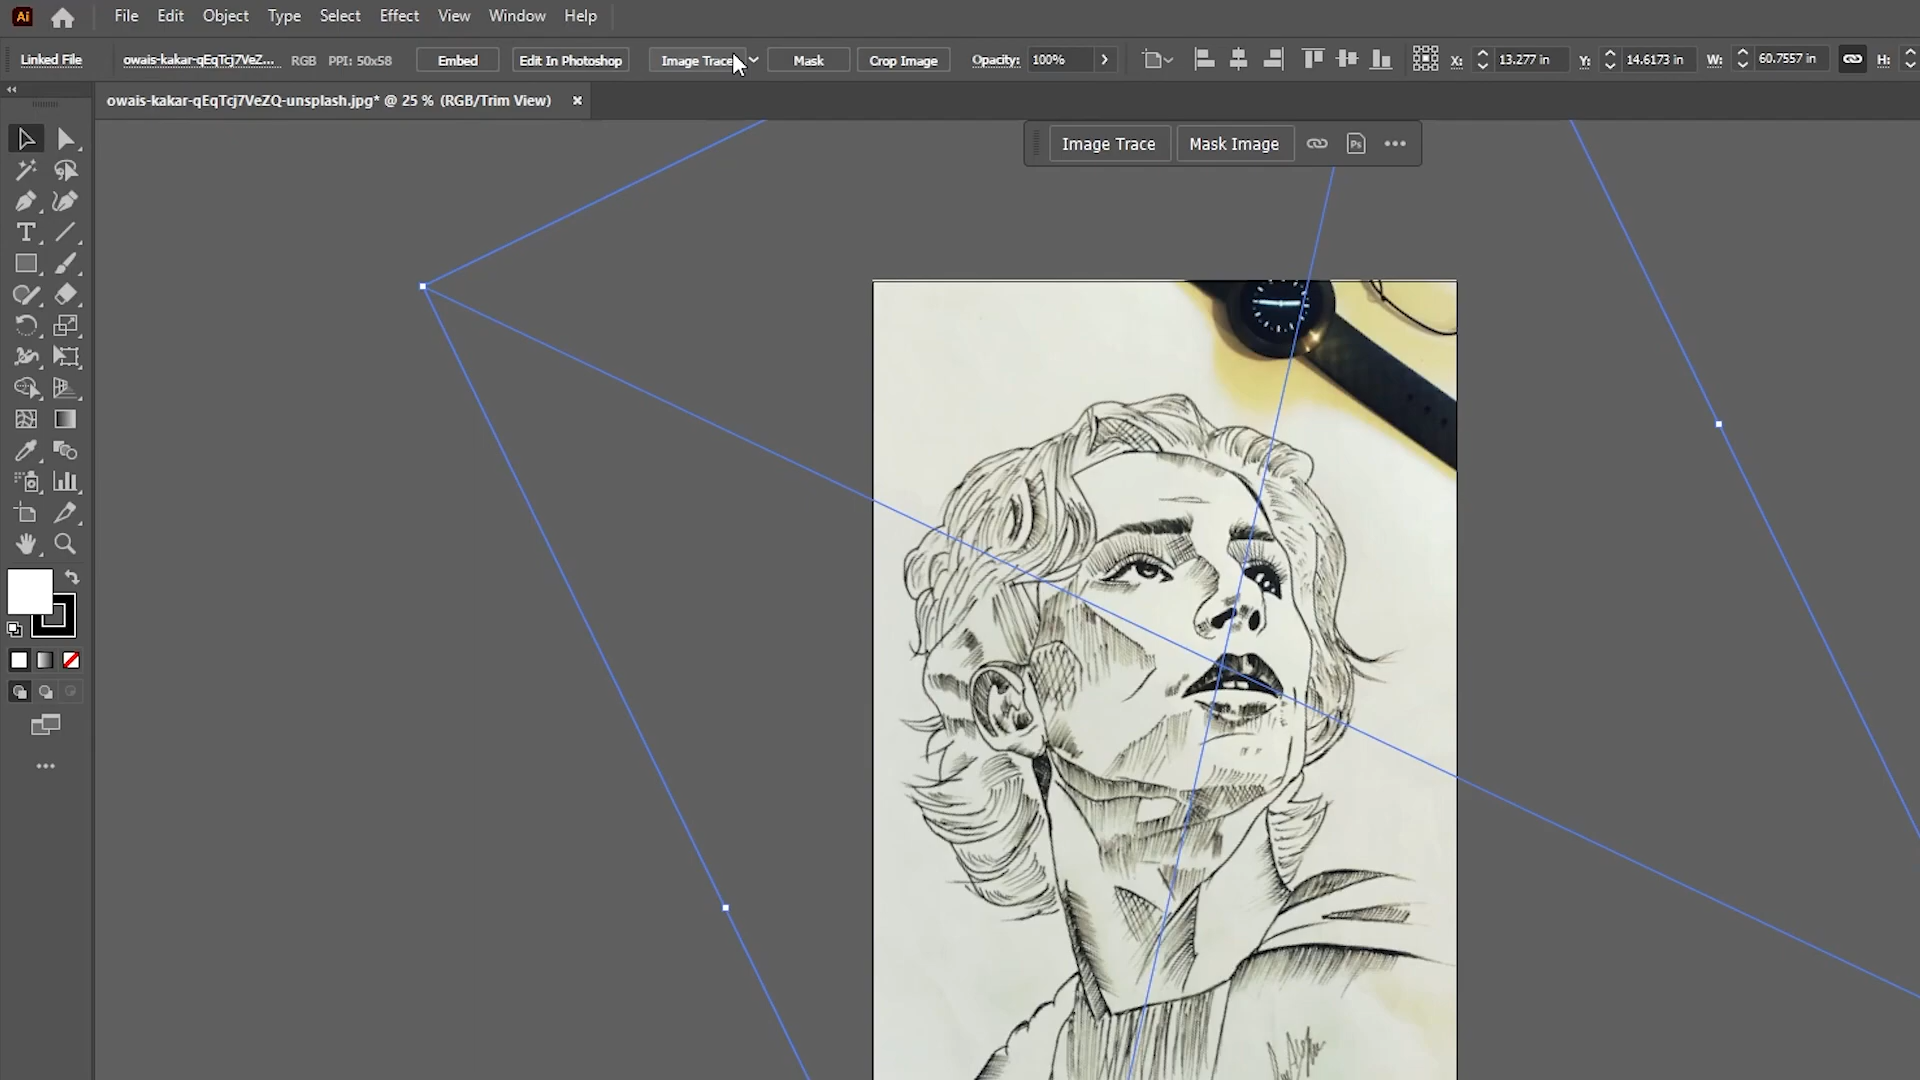 Ai File Edit Object Type Select Effect View Window Help
Linked File owais-kakar-qEqTcj7VeZ... RGB PPI: 50x58 Embed Edit In Photoshop Image Trace Mask Crop Image Opacity: 100% X: 13.277 in Y: 14.6173 in W: 60.7557 in H:
owais-kakar-qEqTcj7VeZQ-unsplash.jpg* @ 25 % (RGB/Trim View)
Image Trace Mask Image Ps